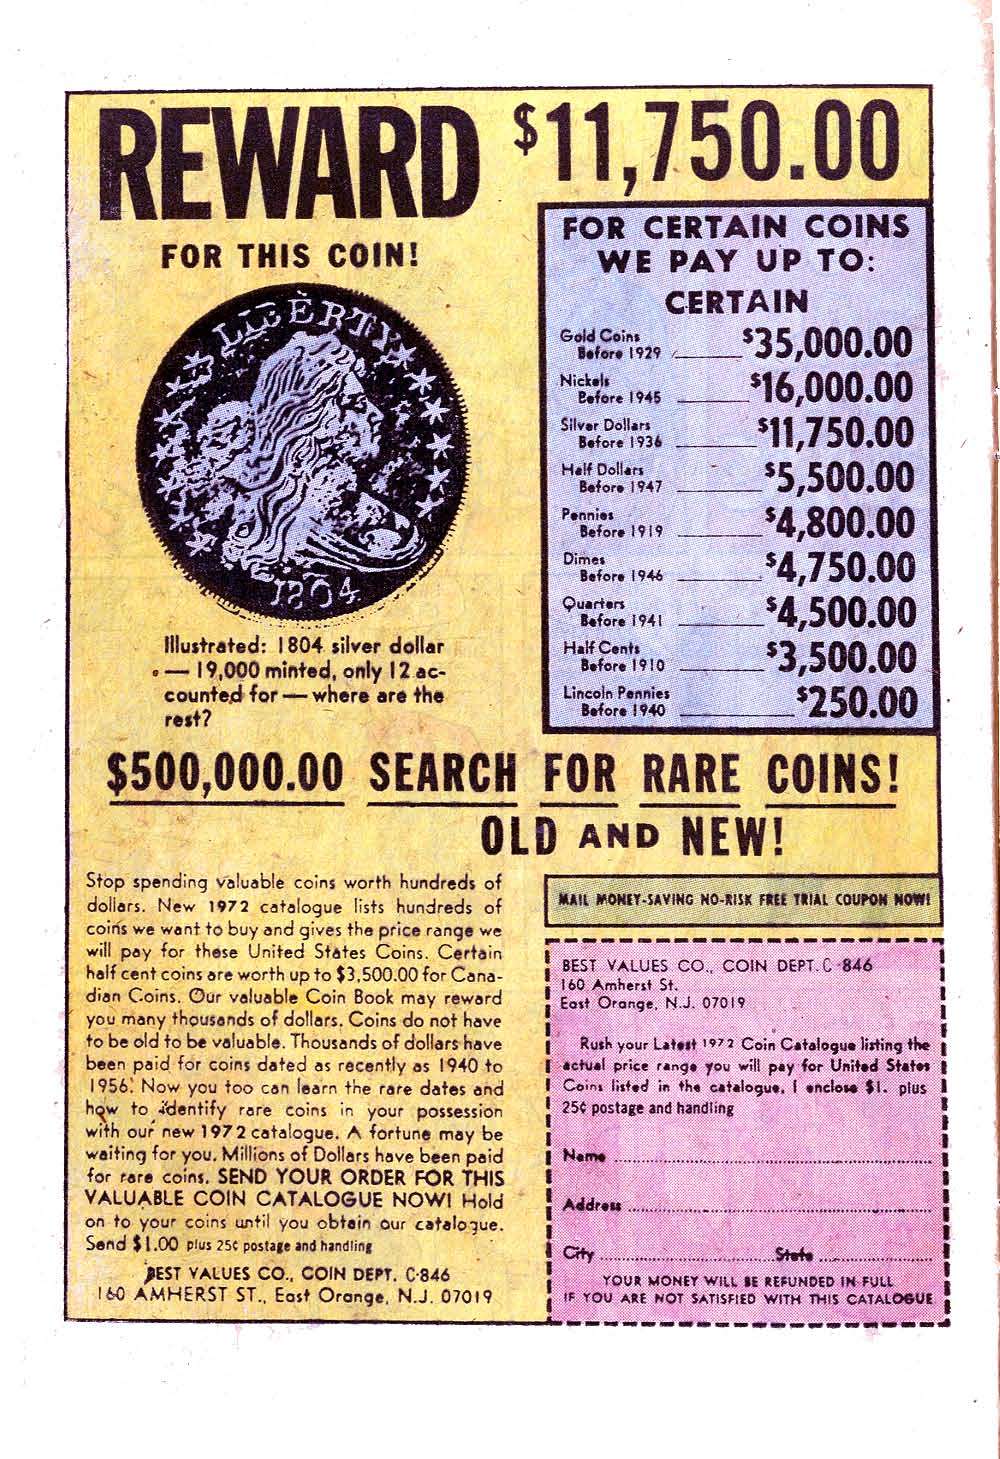 REWARD $11,750.00
FOR THIS COIN!
LIBERTY
1804
Illustrated: 1804 silver dollar
— 19,000 minted, only 12 ac-
counted for — where are the
rest?
FOR CERTAIN COINS
WE PAY UP TO:
CERTAIN
Gold Coins
Before 1929 $35,000.00
Nickels
Before 1945 $16,000.00
Silver Dollars
Before 1936 $11,750.00
Half Dollars
Before 1947 $5,500.00
Pennies
Before 1919 $4,800.00
Dimes
Before 1946 $4,750.00
Quarters
Before 1941 $4,500.00
Half Cents
Before 1910 $3,500.00
Lincoln Pennies
Before 1940 $250.00
$500,000.00 SEARCH FOR RARE COINS!
OLD AND NEW!
Stop spending valuable coins worth hundreds of
dollars. New 1972 catalogue lists hundreds of
coins we want to buy and gives the price range we
will pay for these United States Coins. Certain
half cent coins are worth up to $3,500.00 for Cana-
dian Coins. Our valuable Coin Book may reward
you many thousands of dollars. Coins do not have
to be old to be valuable. Thousands of dollars have
been paid for coins dated as recently as 1940 to
1956. Now you too can learn the rare dates and
how to identify rare coins in your possession
with our new 1972 catalogue. A fortune may be
waiting for you. Millions of Dollars have been paid
for rare coins. SEND YOUR ORDER FOR THIS
VALUABLE COIN CATALOGUE NOW! Hold
on to your coins until you obtain our catalogue.
Send $1.00 plus 25¢ postage and handling
BEST VALUES CO., COIN DEPT. C-846
160 AMHERST ST., East Orange, N.J. 07019
MAIL MONEY-SAVING NO-RISK FREE TRIAL COUPON NOW!
BEST VALUES CO., COIN DEPT. C-846
160 Amherst St.
East Orange, N.J. 07019
Rush your Latest 1972 Coin Catalogue listing the
actual price range you will pay for United States
Coins listed in the catalogue. I enclose $1. plus
25¢ postage and handling
Name
Address
City State
YOUR MONEY WILL BE REFUNDED IN FULL
IF YOU ARE NOT SATISFIED WITH THIS CATALOGUE